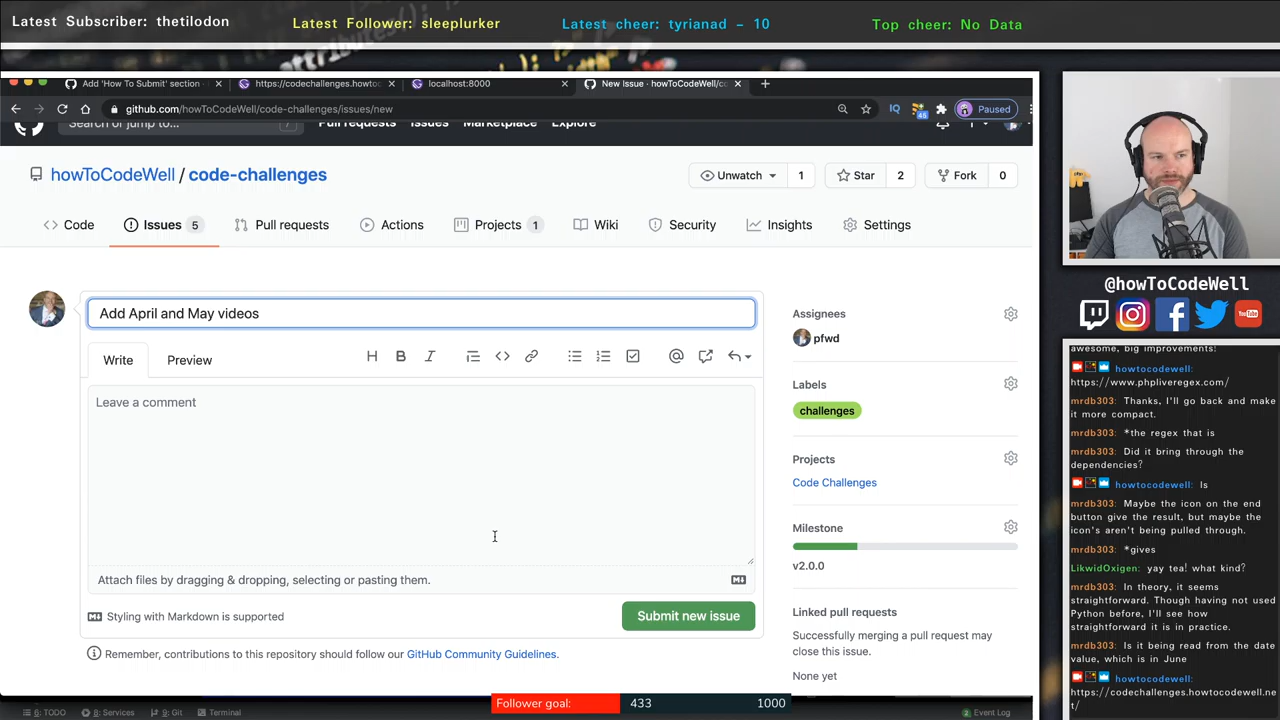 Latest Subscriber: thetilodon
Latest Follower: sleeplurker
Latest cheer: tyrianad - 10
Top cheer: No Data
attributes()
Add 'How To Submit' section -
https://codechallenges.howtoc
localhost:8000
New Issue · howToCodeWell/co
github.com/howToCodeWell/code-challenges/issues/new
IQ
Paused
Search or jump to...
Pull requests
Issues
Marketplace
Explore
howToCodeWell / code-challenges
Unwatch 1
Star 2
Fork 0
Code
Issues 5
Pull requests
Actions
Projects 1
Wiki
Security
Insights
Settings
Add April and May videos
Write
Preview
Leave a comment
Attach files by dragging & dropping, selecting or pasting them.
Styling with Markdown is supported
Submit new issue
Remember, contributions to this repository should follow our GitHub Community Guidelines.
Assignees
pfwd
Labels
challenges
Projects
Code Challenges
Milestone
v2.0.0
Linked pull requests
Successfully merging a pull request may
close this issue.
None yet
@howToCodeWell
YouTube
awesome, big improvements!
howtocodewell:
https://www.phpliveregex.com/
mrdb303: Thanks, I'll go back and make
it more compact.
mrdb303: *the regex that is
mrdb303: Did it bring through the
dependencies?
howtocodewell: Is
mrdb303: Maybe the icon on the end
button give the result, but maybe the
icon's aren't being pulled through.
mrdb303: *gives
LikwidOxigen: yay tea! what kind?
mrdb303: In theory, it seems
straightforward. Though having not used
Python before, I'll see how
straightforward it is in practice.
mrdb303: Is it being read from the date
value, which is in June
howtocodewell:
https://codechallenges.howtocodewell.ne
t/
Follower goal: 433 1000
6: TODO
8: Services
9: Git
Terminal
2 Event Log